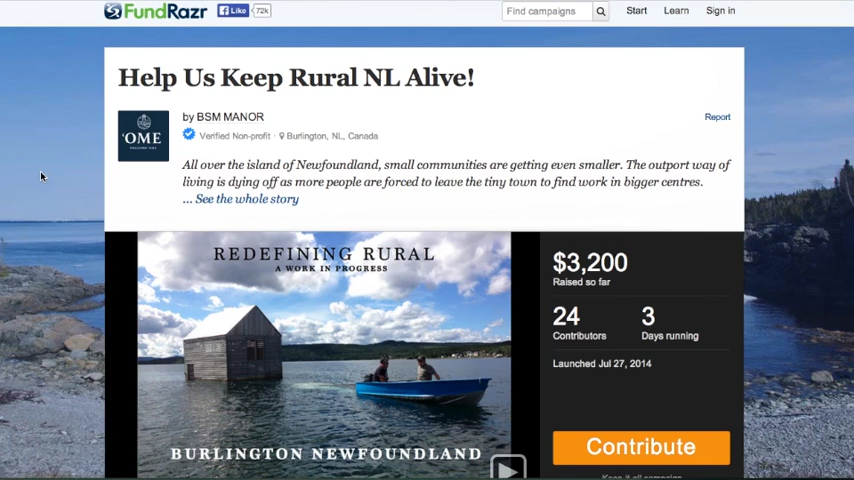 FundRazr
Like 72k
Find campaigns
Start Learn Sign in
Help Us Keep Rural NL Alive!
'OME
by BSM MANOR
Report
Verified Non-profit · Burlington, NL, Canada
All over the island of Newfoundland, small communities are getting even smaller. The outport way of
living is dying off as more people are forced to leave the tiny town to find work in bigger centres.
... See the whole story
REDEFINING RURAL
A WORK IN PROGRESS
BURLINGTON NEWFOUNDLAND
$3,200
Raised so far
24 3
Contributors Days running
Launched Jul 27, 2014
Contribute
Keep it all campaign